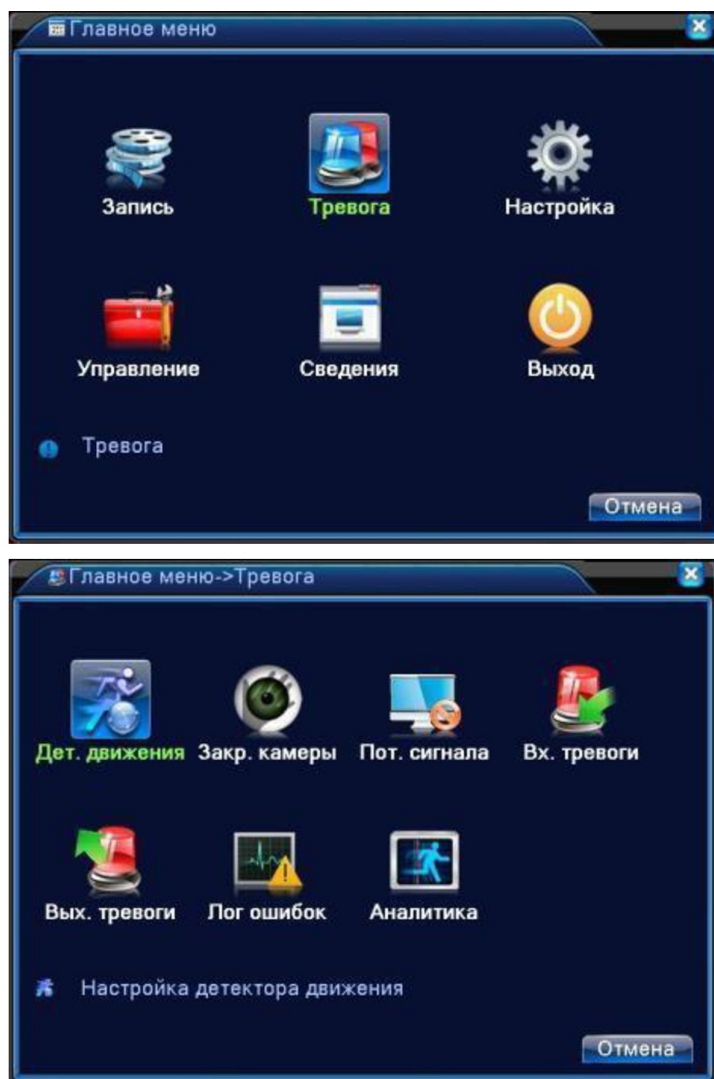 Главное меню
Запись Тревога Настройка
Управление Сведения Выход
Тревога
Отмена
Главное меню->Тревога
Дет. движения Закр. камеры Пот. сигнала Вх. тревоги
Вых. тревоги Лог ошибок Аналитика
Настройка детектора движения
Отмена